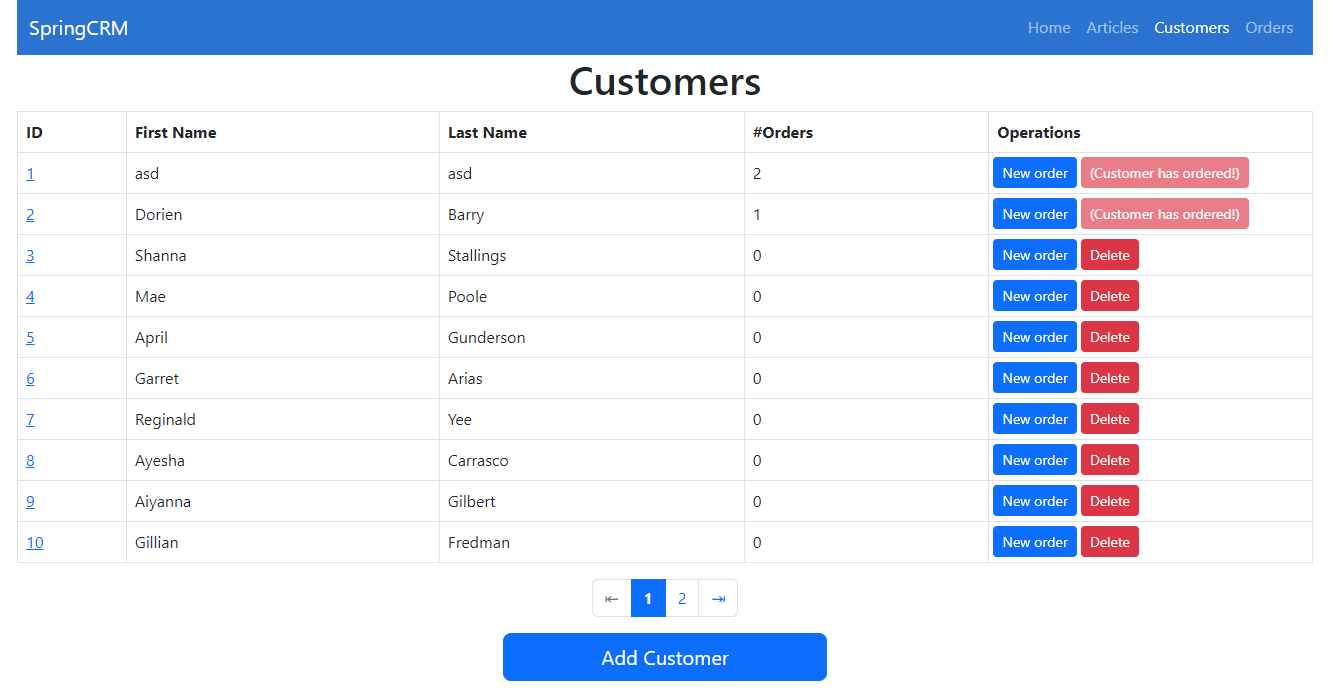 SpringCRM Home Articles Customers Orders
Customers
ID First Name Last Name #Orders Operations
1 asd asd 2 New order (Customer has ordered!)
2 Dorien Barry 1 New order (Customer has ordered!)
3 Shanna Stallings 0 New order Delete
4 Mae Poole 0 New order Delete
5 April Gunderson 0 New order Delete
6 Garret Arias 0 New order Delete
7 Reginald Yee 0 New order Delete
8 Ayesha Carrasco 0 New order Delete
9 Aiyanna Gilbert 0 New order Delete
10 Gillian Fredman 0 New order Delete
⇤ 1 2 ⇥
Add Customer